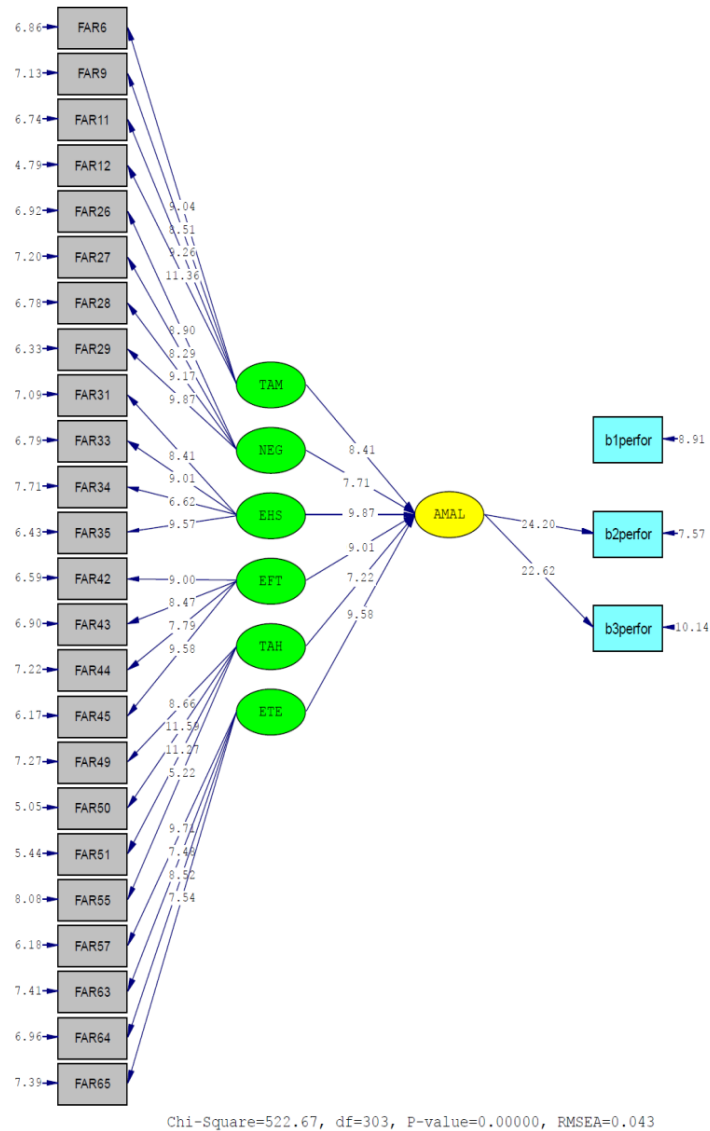 6.86 FAR6
7.13 FAR9
6.74 FAR11
4.79 FAR12
6.92 FAR26
7.20 FAR27
6.78 FAR28
6.33 FAR29
7.09 FAR31
6.79 FAR33
7.71 FAR34
6.43 FAR35
6.59 FAR42
6.90 FAR43
7.22 FAR44
6.17 FAR45
7.27 FAR49
5.05 FAR50
5.44 FAR51
8.08 FAR55
6.18 FAR57
7.41 FAR63
6.96 FAR64
7.39 FAR65
9.04
8.51
9.26
11.36
8.90
8.29
9.17
9.87
8.41
9.01
6.62
9.57
9.00
8.47
7.79
9.58
8.66
11.59
11.27
5.22
9.71
7.48
8.52
7.54
TAM
NEG
EHS
EFT
TAH
ETE
8.41
7.71
9.87
9.01
7.22
9.58
AMAL
24.20
22.62
b1perfor 8.91
b2perfor 7.57
b3perfor 10.14
Chi-Square=522.67, df=303, P-value=0.00000, RMSEA=0.043